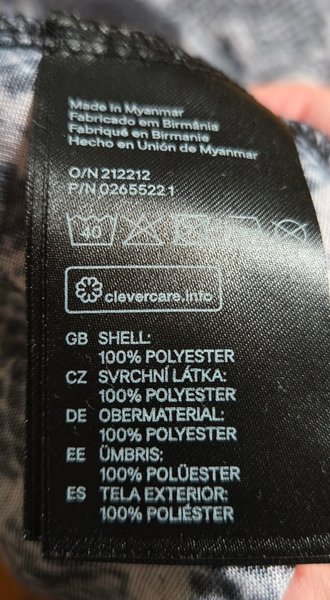 Made in Myanmar
Fabricado em Birmânia
Fabriqué en Birmanie
Hecho en Unión de Myanmar
O/N 212212
P/N 02655221
40
clevercare.info
GB SHELL:
100% POLYESTER
CZ SVRCHNÍ LÁTKA:
100% POLYESTER
DE OBERMATERIAL:
100% POLYESTER
EE ÜMBRIS:
100% POLÜESTER
ES TELA EXTERIOR:
100% POLIÉSTER